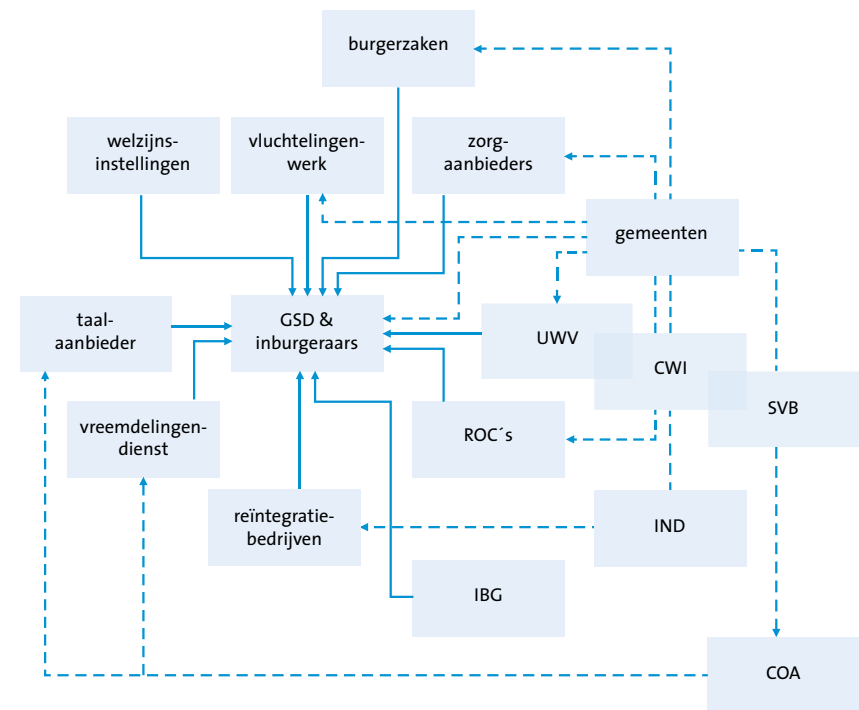 burgerzaken
welzijns-
instellingen
vluchtelingen-
werk
zorg-
aanbieders
gemeenten
taal-
aanbieder
GSD &
inburgeraars
UWV
CWI
SVB
vreemdelingen-
dienst
ROC´s
reïntegratie-
bedrijven
IND
IBG
COA